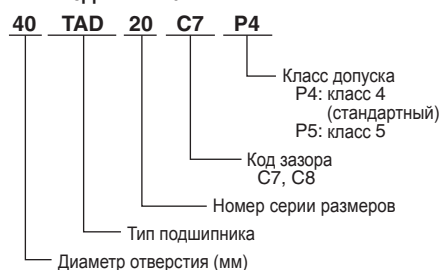 40 TAD 20 C7 P4
Класс допуска
P4: класс 4
(стандартный)
P5: класс 5
Код зазора
C7, C8
Номер серии размеров
Тип подшипника
Диаметр отверстия (мм)